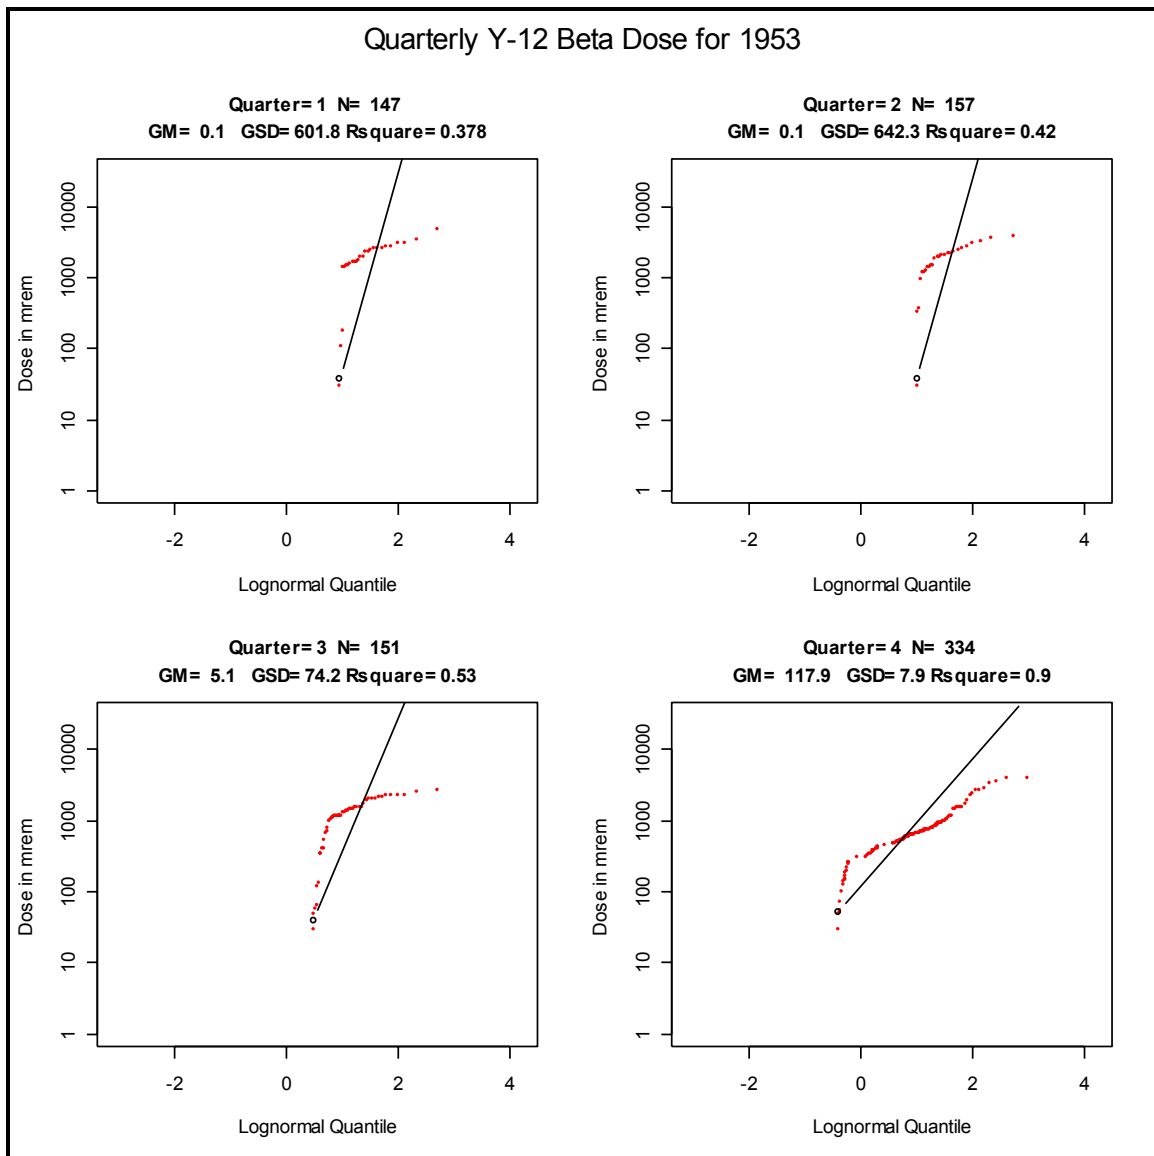 Quarterly Y-12 Beta Dose for 1953
Quarter= 1 N= 147
GM= 0.1 GSD= 601.8 Rsquare= 0.378
10000
1000
100
10
1
Dose in mrem
-2 0 2 4
Lognormal Quantile
Quarter= 2 N= 157
GM= 0.1 GSD= 642.3 Rsquare= 0.42
10000
1000
100
10
1
Dose in mrem
-2 0 2 4
Lognormal Quantile
Quarter= 3 N= 151
GM= 5.1 GSD= 74.2 Rsquare= 0.53
10000
1000
100
10
1
Dose in mrem
-2 0 2 4
Lognormal Quantile
Quarter= 4 N= 334
GM= 117.9 GSD= 7.9 Rsquare= 0.9
10000
1000
100
10
1
Dose in mrem
-2 0 2 4
Lognormal Quantile